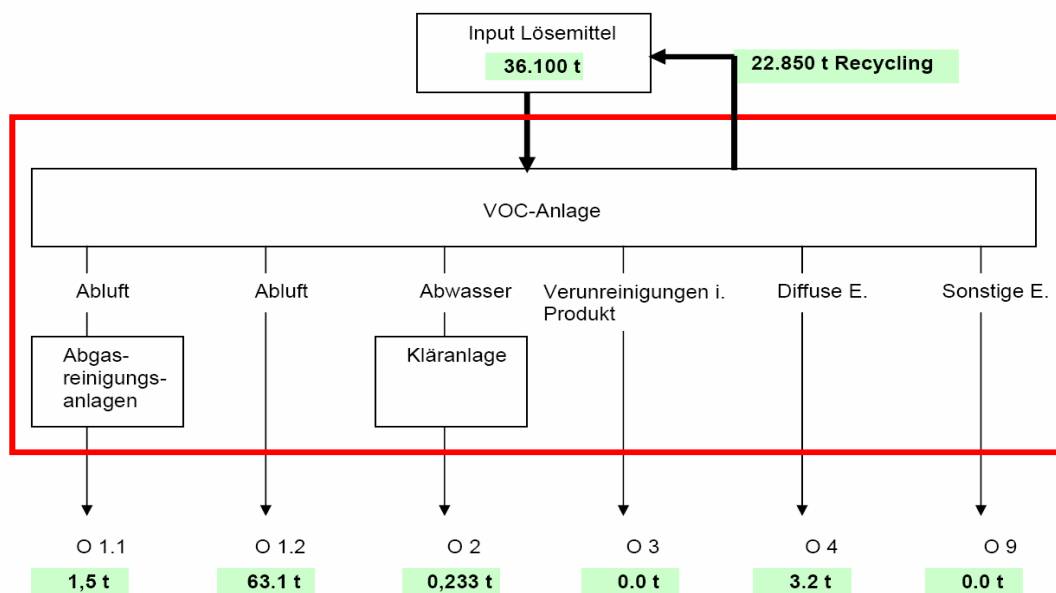 Input Lösemittel
36.100 t
22.850 t Recycling
VOC-Anlage
Abluft
Abluft
Abwasser
Verunreinigungen i.
Produkt
Diffuse E.
Sonstige E.
Abgas-
reinigungs-
anlagen
Kläranlage
O 1.1
O 1.2
O 2
O 3
O 4
O 9
1,5 t
63.1 t
0,233 t
0.0 t
3.2 t
0.0 t